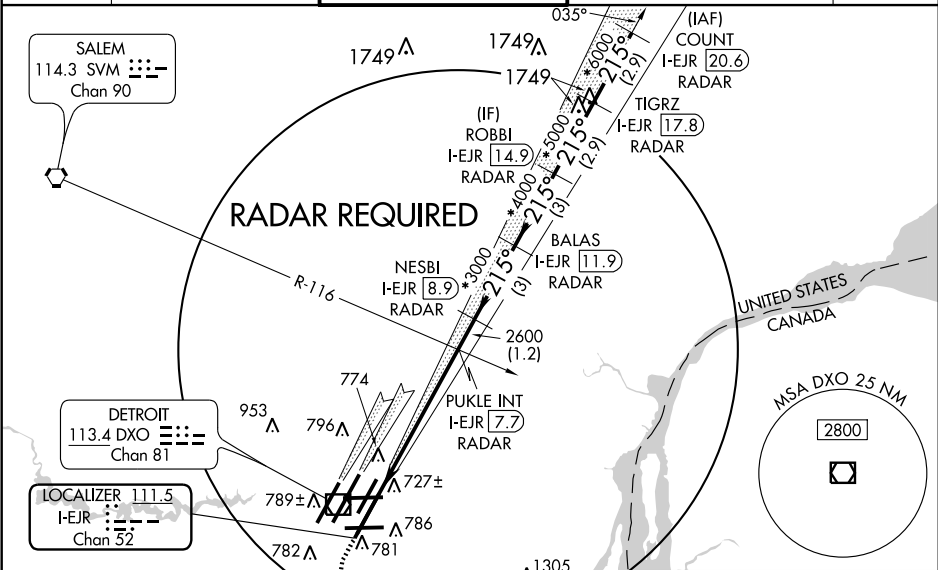 SALEM
114.3 SVM
Chan 90
1749
1749
1749
035°
(IAF)
COUNT
I-EJR 20.6
RADAR
*6000
215°
(2.9)
TIGRZ
I-EJR 17.8
RADAR
(IF)
ROBBI
I-EJR 14.9
RADAR
*5000
215°
(2.9)
*4000
215°
(3)
RADAR REQUIRED
BALAS
I-EJR 11.9
RADAR
NESBI
I-EJR 8.9
RADAR
*3000
215°
(3)
R-116
2600
(1.2)
UNITED STATES
CANADA
PUKLE INT
I-EJR 7.7
RADAR
774
953
796
DETROIT
113.4 DXO
Chan 81
MSA DXO 25 NM
2800
727±
789±
LOCALIZER 111.5
I-EJR
Chan 52
786
782
781
1305